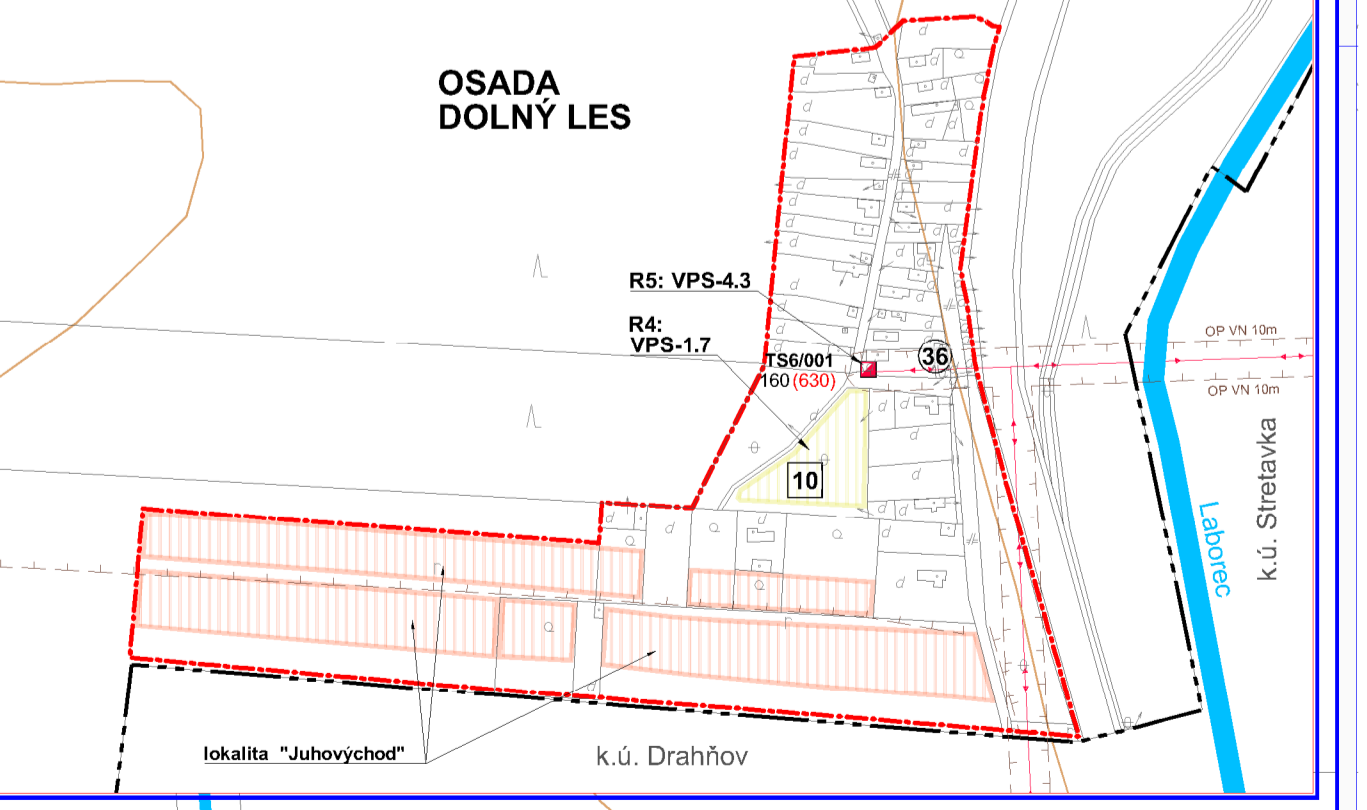 OSADA
DOLNÝ LES
R5: VPS-4.3
R4:
VPS-1.7
TS6/001
160 (630)
36
OP VN 10m
OP VN 10m
10
k.ú. Stretavka
Laborec
lokalita "Juhovýchod"
k.ú. Drahňov